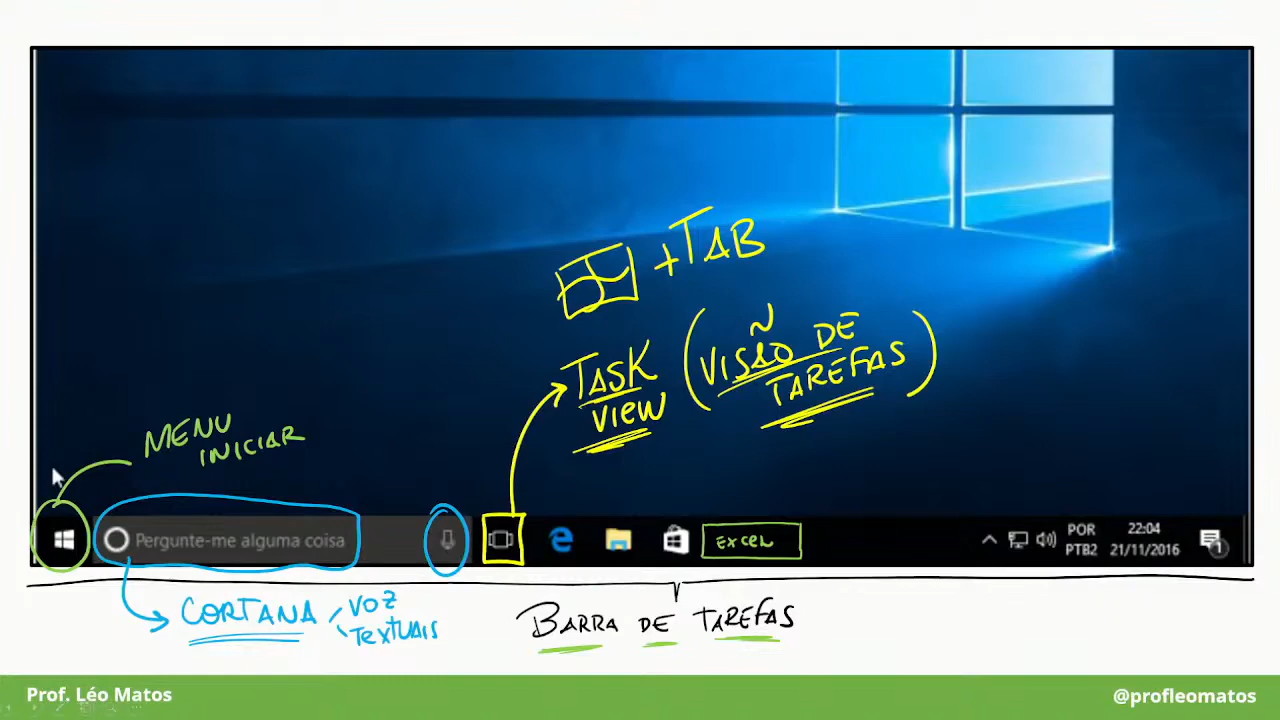 +TAB
TASK
VIEW
(VISÃO DE
TAREFAS)
MENU
INICIAR
Pergunte-me alguma coisa
EXCEL
POR
PTB2
22:04
21/11/2016
1
CORTANA
VOZ
TEXTUAIS
BARRA DE TAREFAS
Prof. Léo Matos
@profleomatos